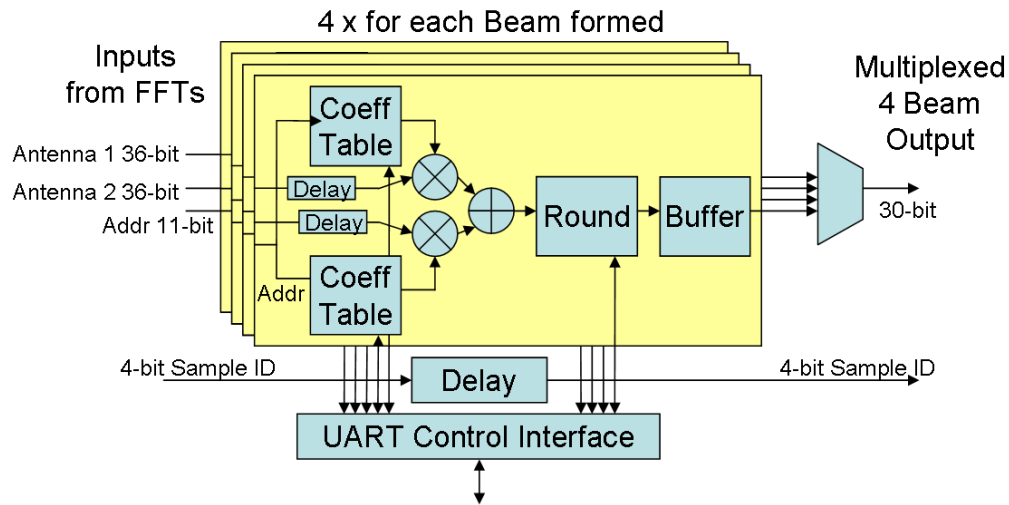 4 x for each Beam formed
Inputs
from FFTs
Multiplexed
4 Beam
Output
Coeff
Table
Antenna 1 36-bit
Antenna 2 36-bit
Addr 11-bit
Delay
Delay
Round
Buffer
30-bit
Coeff
Table
Addr
4-bit Sample ID
Delay
4-bit Sample ID
UART Control Interface